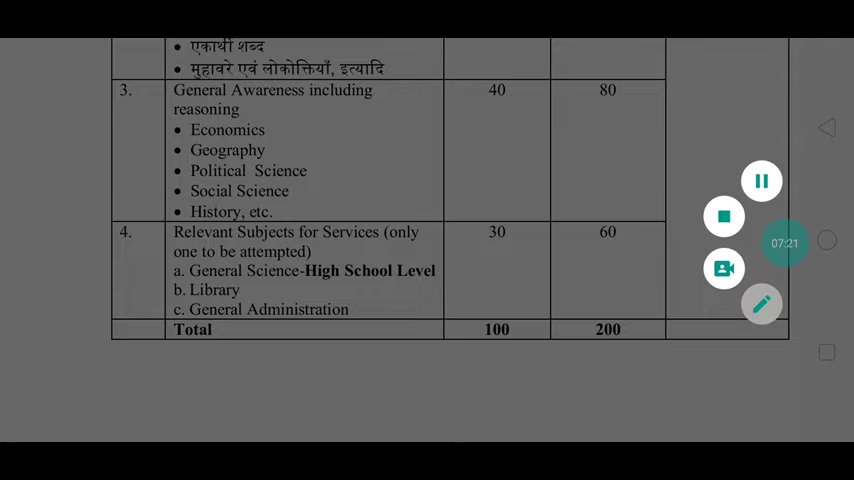 • एकार्थी शब्द
• मुहावरे एवं लोकोक्तियाँ, इत्यादि
3. General Awareness including 40 80
reasoning
• Economics
• Geography
• Political Science
• Social Science
• History, etc.
4. Relevant Subjects for Services (only 30 60
one to be attempted)
a. General Science-High School Level
b. Library
c. General Administration
Total 100 200
07:21